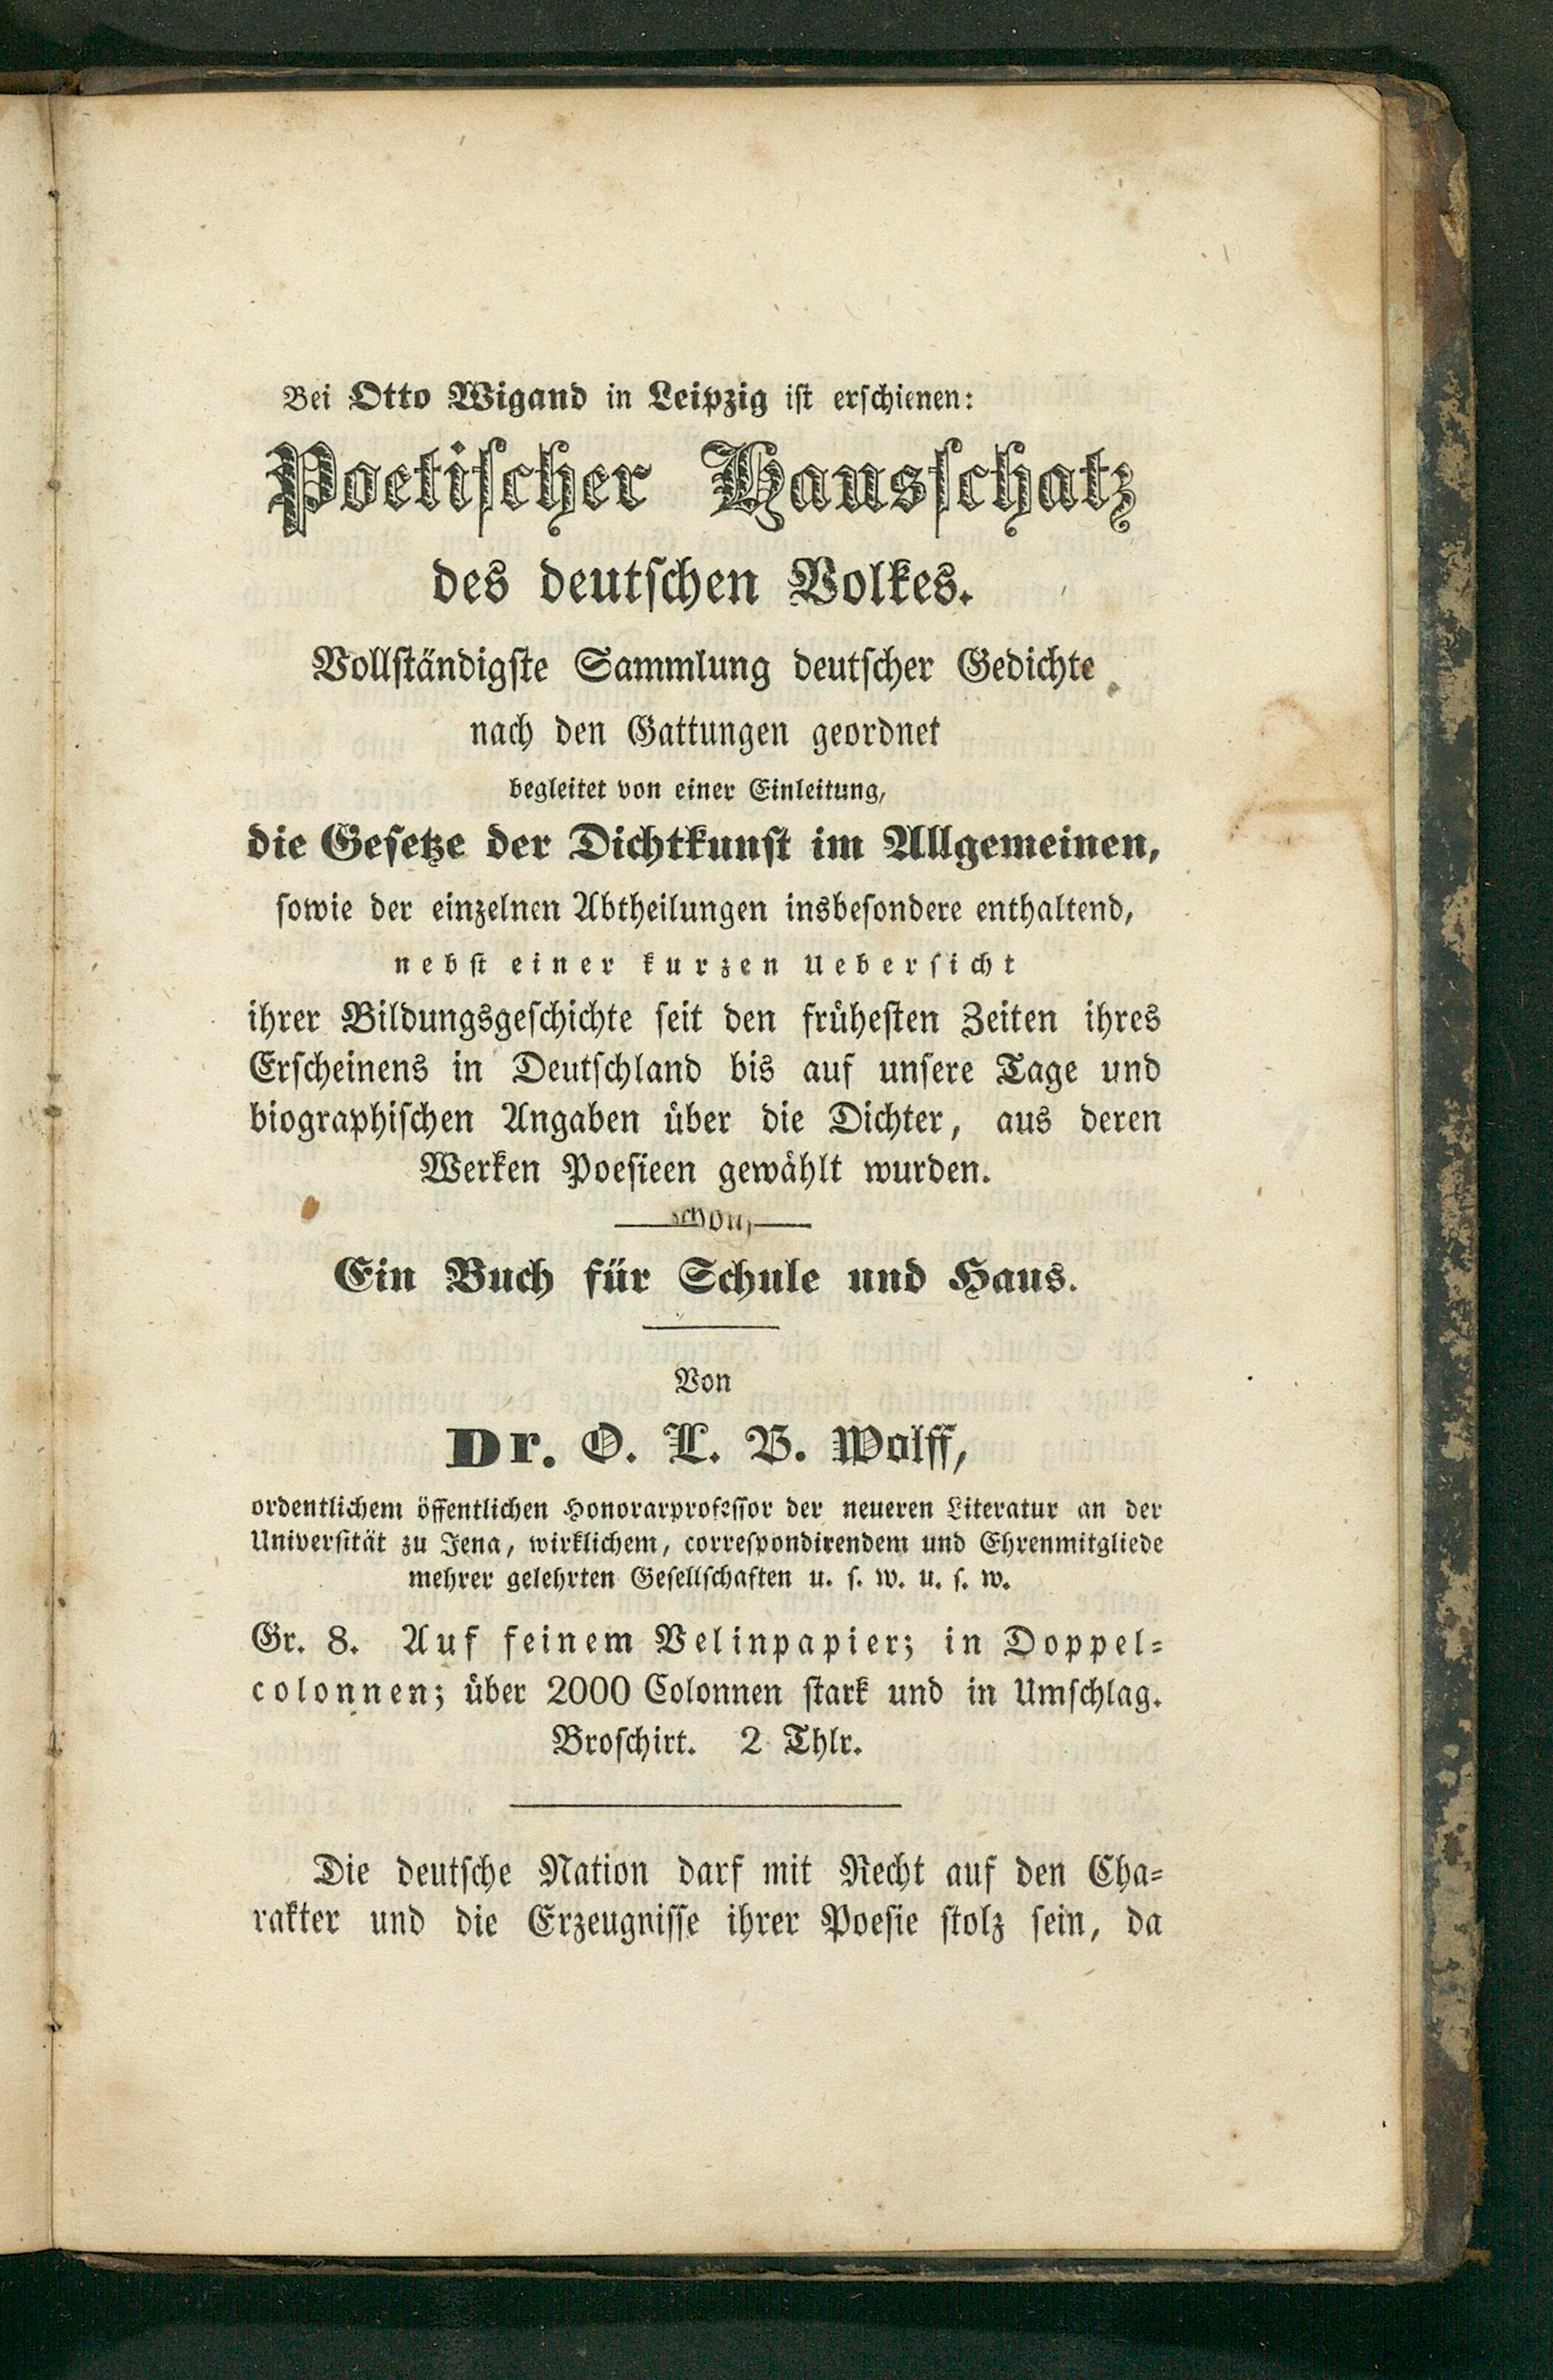 Bei Otto Wigand in Leipzig ist erschienen:
Poetischer Hausschatz
des deutschen Volkes.
Vollständigste Sammlung deutscher Gedichte
nach den Gattungen geordnet
begleitet von einer Einleitung,
die Gesetze der Dichtkunst im Allgemeinen,
sowie der einzelnen Abtheilungen insbesondere enthaltend,
nebst einer kurzen Uebersicht
ihrer Bildungsgeschichte seit den frühesten Zeiten ihres
Erscheinens in Deutschland bis auf unsere Tage und
biographischen Angaben über die Dichter, aus deren
Werken Poesieen gewählt wurden.
Ein Buch für Schule und Haus.
Von
Dr. O. L. B. Wolff,
ordentlichem öffentlichen Honorarprofessor der neueren Literatur an der
Universität zu Jena, wirklichem, correspondirendem und Ehrenmitgliede
mehrer gelehrten Gesellschaften u. s. w. u. s. w.
Gr. 8. Auf feinem Velinpapier; in Doppel-
colonnen; über 2000 Colonnen stark und in Umschlag.
Broschirt. 2 Thlr.
Die deutsche Nation darf mit Recht auf den Cha-
rakter und die Erzeugnisse ihrer Poesie stolz sein, da